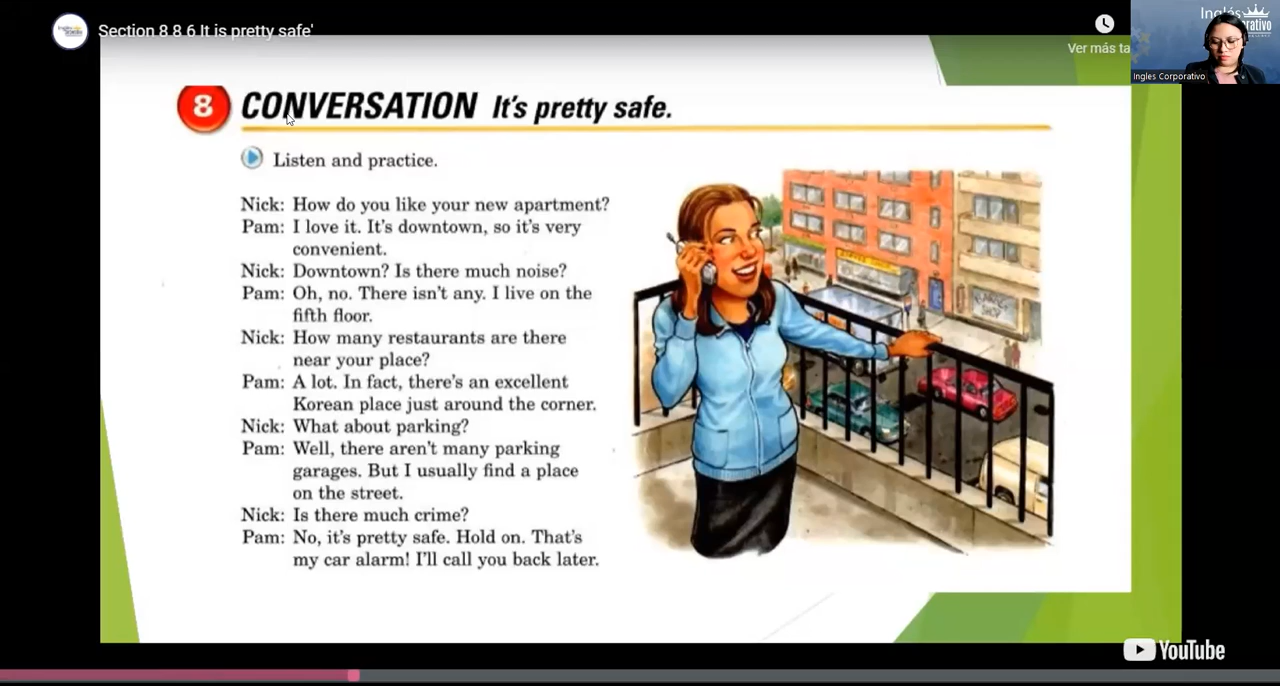 Section 8 8 6 It is pretty safe'
Ver más ta
Inglés
orativo
Ingles Corporativo
8 CONVERSATION It's pretty safe.
Listen and practice.
Nick: How do you like your new apartment?
Pam: I love it. It's downtown, so it's very
convenient.
Nick: Downtown? Is there much noise?
Pam: Oh, no. There isn't any. I live on the
fifth floor.
Nick: How many restaurants are there
near your place?
Pam: A lot. In fact, there's an excellent
Korean place just around the corner.
Nick: What about parking?
Pam: Well, there aren't many parking
garages. But I usually find a place
on the street.
Nick: Is there much crime?
Pam: No, it's pretty safe. Hold on. That's
my car alarm! I'll call you back later.
YouTube